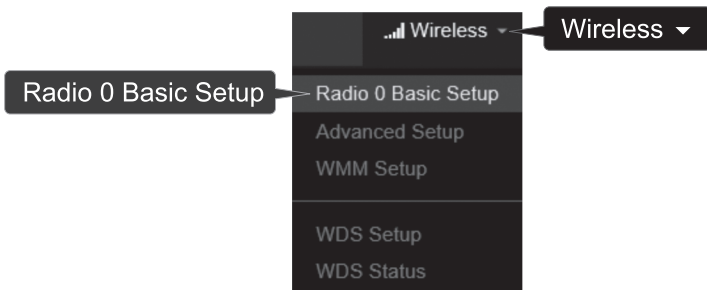 Wireless
Wireless
Radio 0 Basic Setup
Radio 0 Basic Setup
Advanced Setup
WMM Setup
WDS Setup
WDS Status